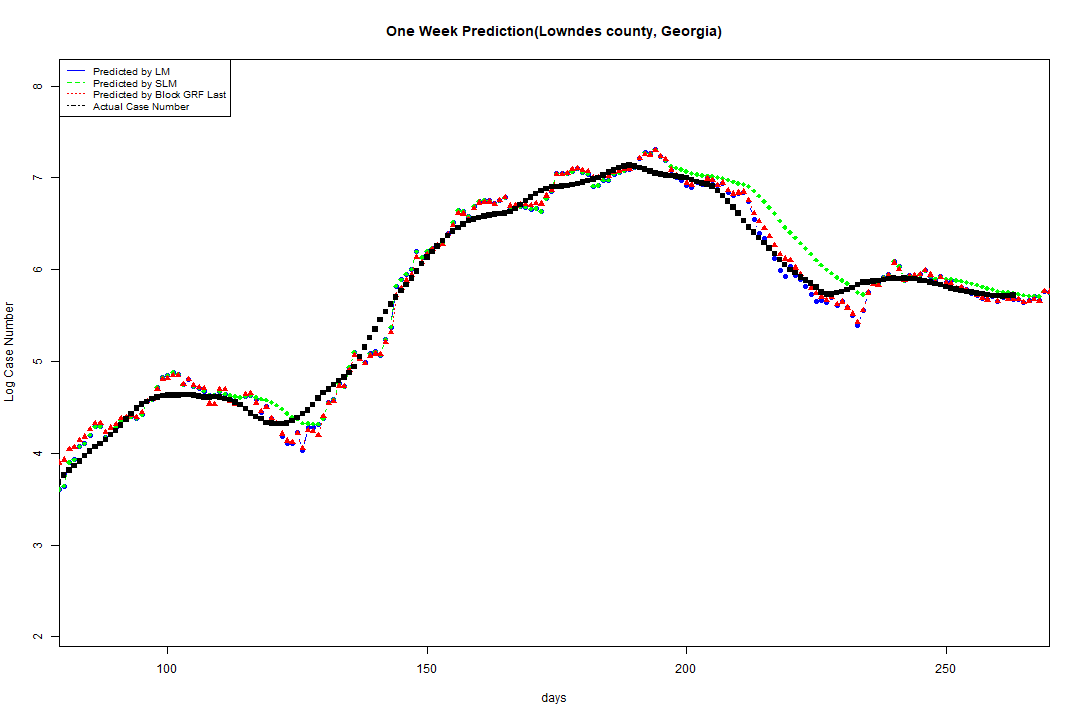 One Week Prediction(Lowndes county, Georgia)
Predicted by LM
Predicted by SLM
Predicted by Block GRF Last
Actual Case Number
8
7
6
5
4
3
2
Log Case Number
100 150 200 250
days